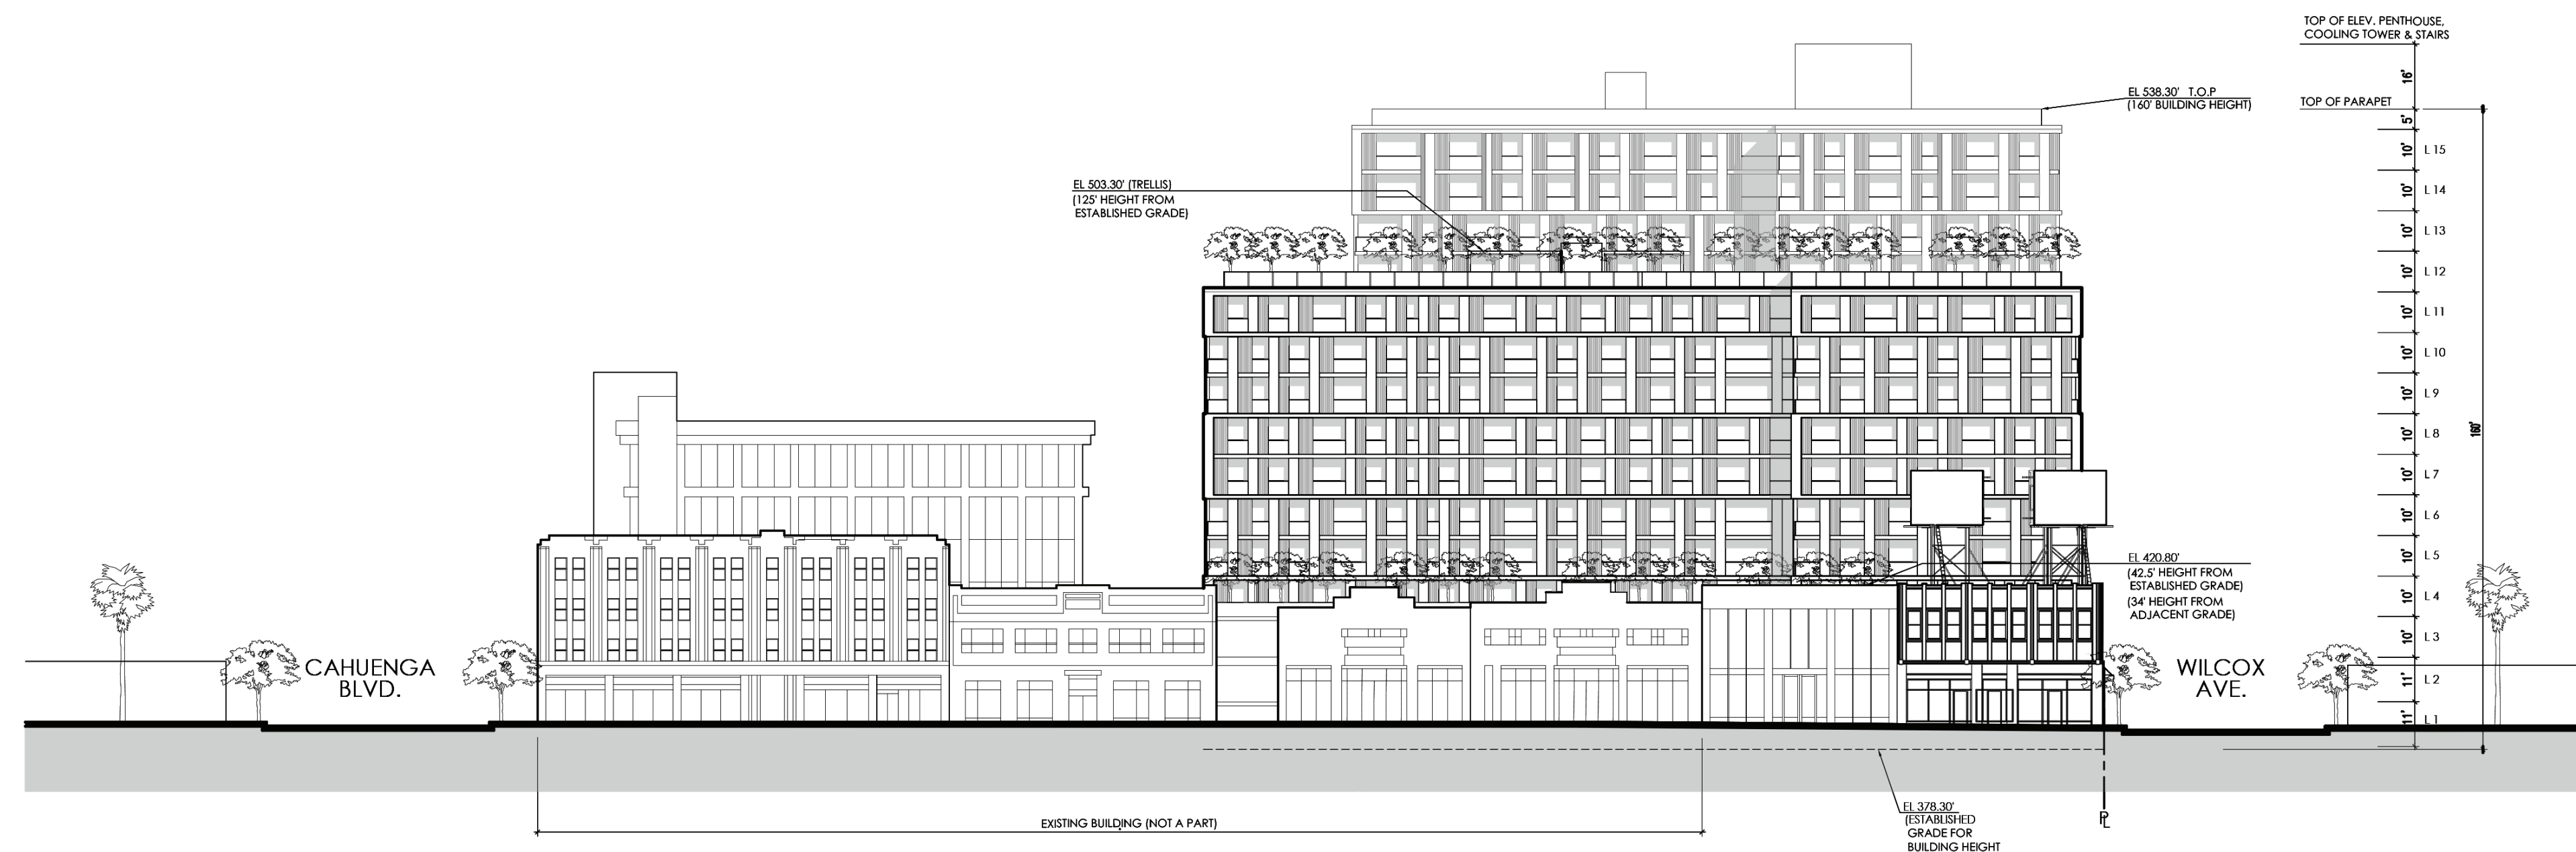 TOP OF ELEV. PENTHOUSE,
COOLING TOWER & STAIRS
16'
EL 538.30' T.O.P
(160' BUILDING HEIGHT)
TOP OF PARAPET
5'
10' L 15
EL 503.30' (TRELLIS)
(125' HEIGHT FROM
ESTABLISHED GRADE)
10' L 14
10' L 13
10' L 12
10' L 11
10' L 10
10' L 9
10' L 8
160'
10' L 7
10' L 6
10' L 5
EL 420.80'
(42.5' HEIGHT FROM
ESTABLISHED GRADE)
(34' HEIGHT FROM
ADJACENT GRADE)
10' L 4
10' L 3
CAHUENGA
BLVD.
WILCOX
AVE.
11' L 2
11' L 1
EXISTING BUILDING (NOT A PART)
EL 378.30'
(ESTABLISHED
GRADE FOR
BUILDING HEIGHT
PL